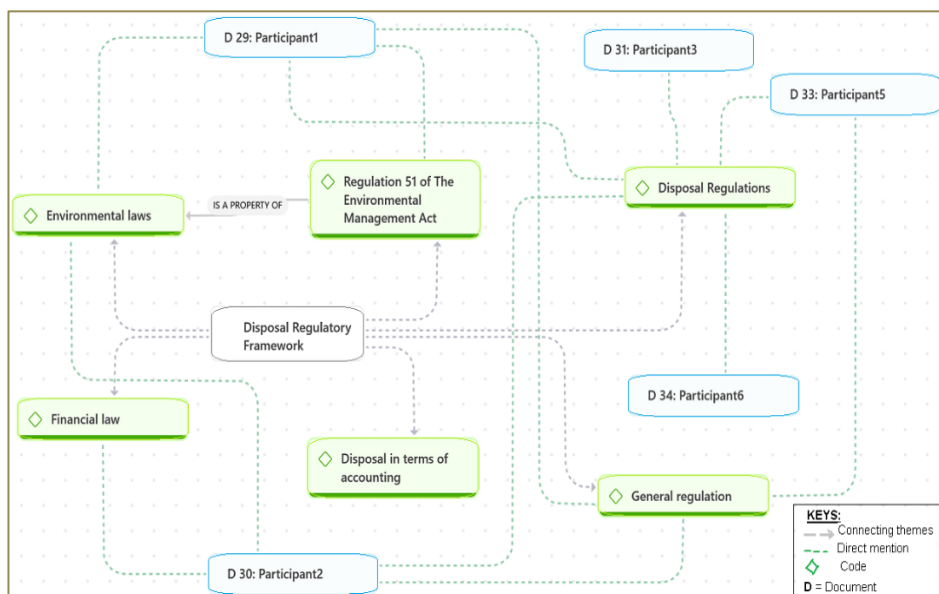 D 29: Participant1
D 31: Participant3
D 33: Participant5
Regulation 51 of The
Environmental
Management Act
Disposal Regulations
IS A PROPERTY OF
Environmental laws
Disposal Regulatory
Framework
D 34: Participant6
Financial law
Disposal in terms of
accounting
General regulation
D 30: Participant2
KEYS:
Connecting themes
Direct mention
Code
D = Document